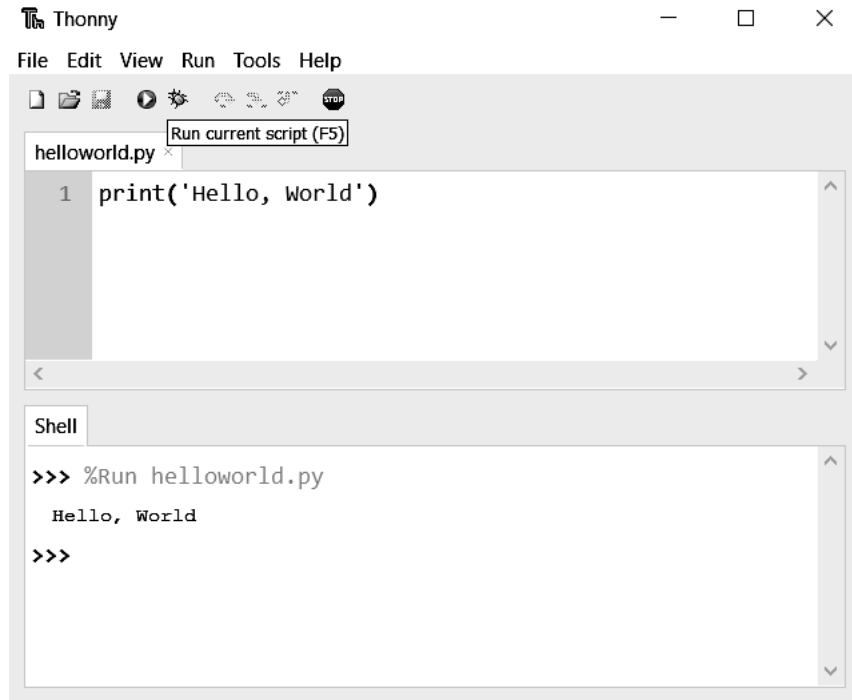 Thonny
File Edit View Run Tools Help
STOP
Run current script (F5)
helloworld.py ×
1 print('Hello, World')
Shell
>>> %Run helloworld.py
Hello, World
>>>